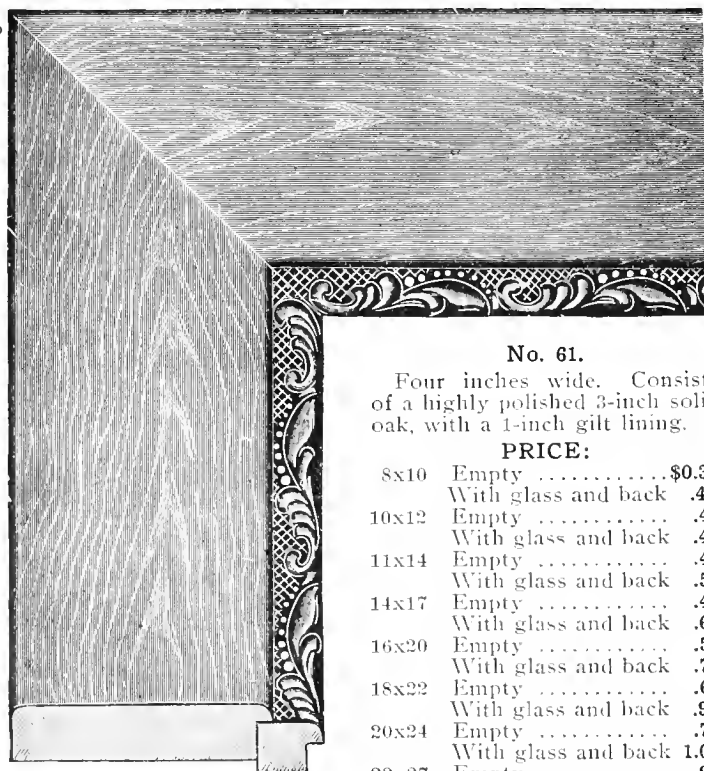 No. 61.
Four inches wide. Consist
of a highly polished 3-inch soli
oak, with a 1-inch gilt lining.
PRICE:
8x10 Empty ............ $0.3
With glass and back .4
10x12 Empty ............ .4
With glass and back .4
11x14 Empty ............ .4
With glass and back .5
14x17 Empty ............ .4
With glass and back .6
16x20 Empty ............ .5
With glass and back .7
18x22 Empty ............ .6
With glass and back .9
20x24 Empty ............ .7
With glass and back 1.0